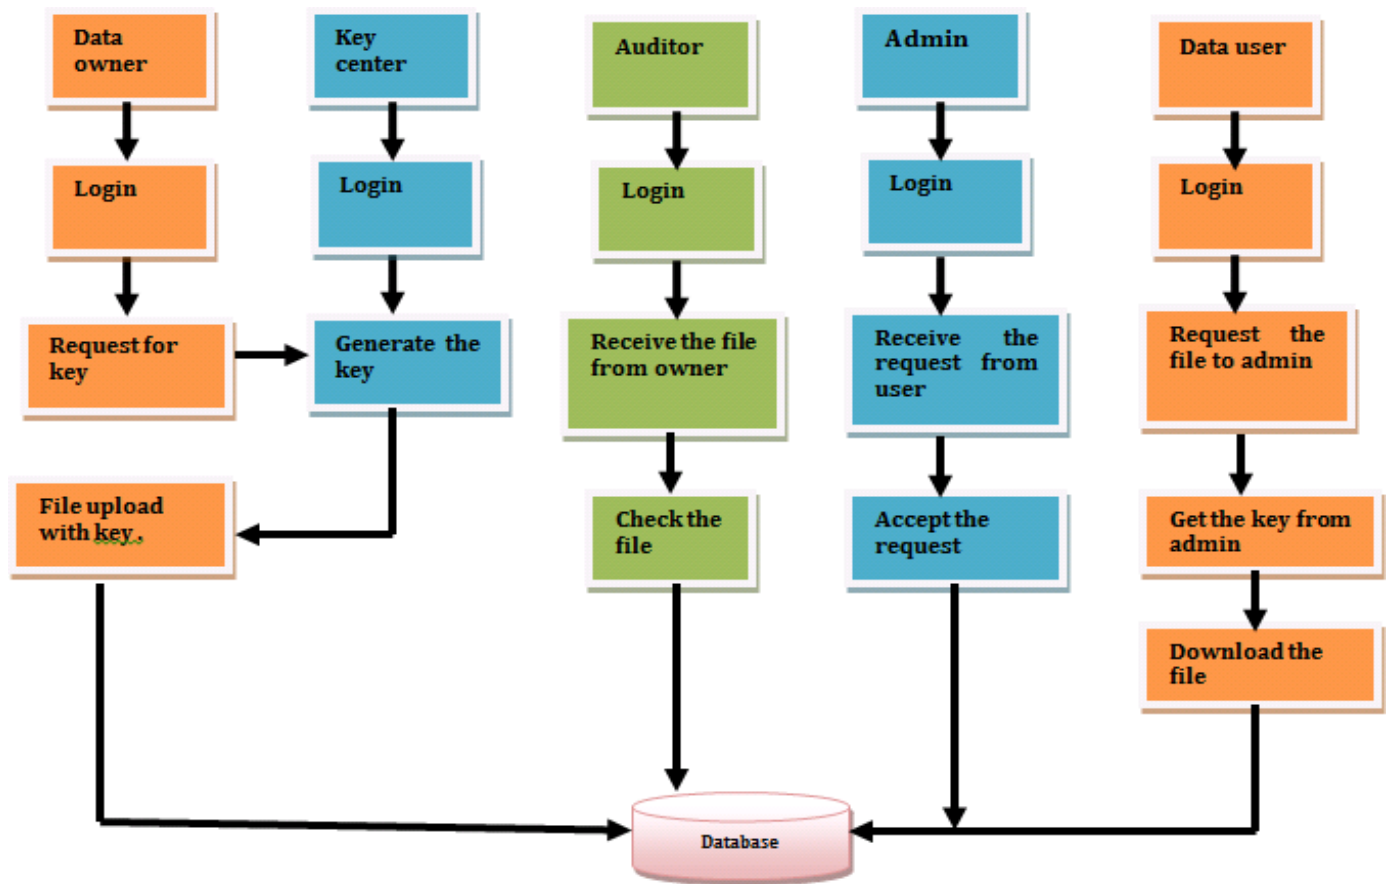 Data
owner
Key
center
Auditor
Admin
Data user
Login
Login
Login
Login
Login
Request for
key
Generate the
key
Receive the file
from owner
Receive the
request from
user
Request the
file to admin
File upload
with key .
Check the
file
Accept the
request
Get the key from
admin
Download the
file
Database